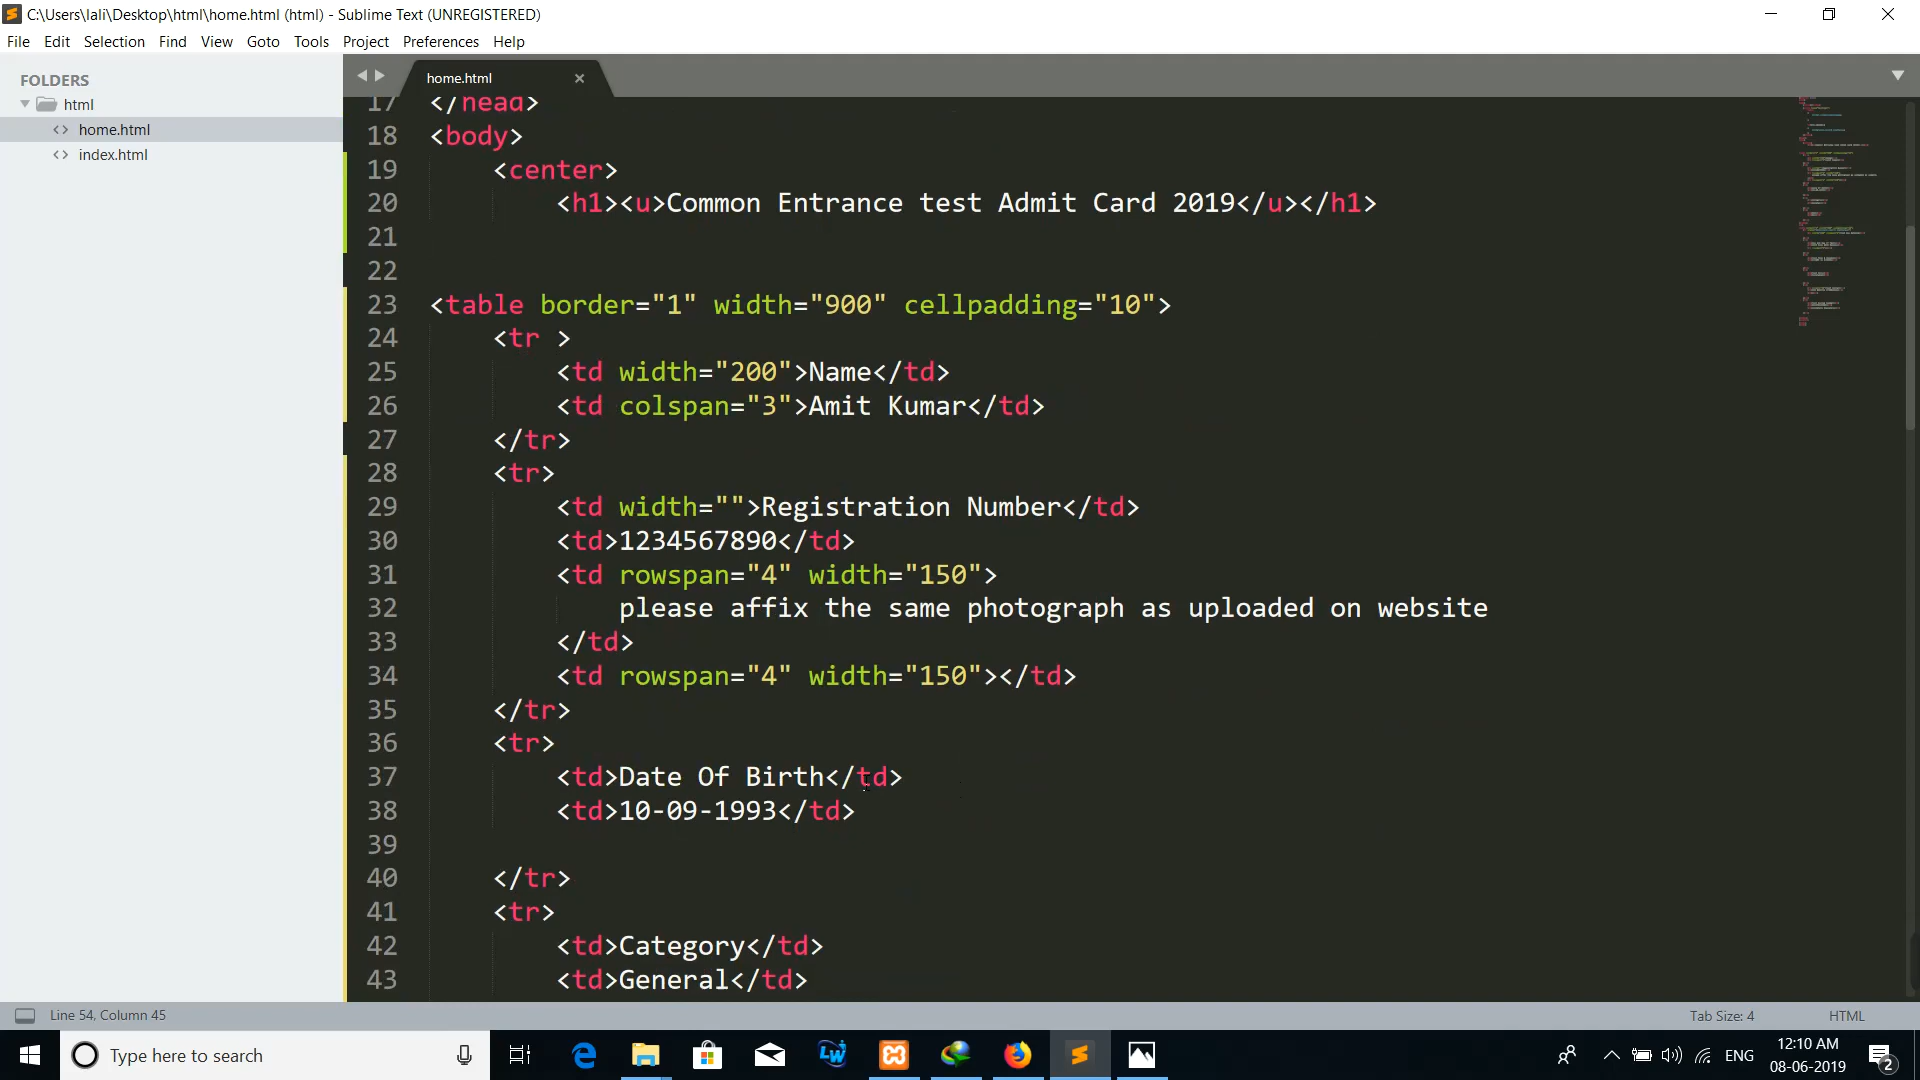 C:\Users\lali\Desktop\html\home.html (html) - Sublime Text (UNREGISTERED)
File Edit Selection Find View Goto Tools Project Preferences Help
FOLDERS
html
home.html
index.html
home.html
17 </head>
18 <body>
19 <center>
20 <h1><u>Common Entrance test Admit Card 2019</u></h1>
21
22
23 <table border="1" width="900" cellpadding="10">
24 <tr >
25 <td width="200">Name</td>
26 <td colspan="3">Amit Kumar</td>
27 </tr>
28 <tr>
29 <td width="">Registration Number</td>
30 <td>1234567890</td>
31 <td rowspan="4" width="150">
32 please affix the same photograph as uploaded on website
33 </td>
34 <td rowspan="4" width="150"></td>
35 </tr>
36 <tr>
37 <td>Date Of Birth</td>
38 <td>10-09-1993</td>
39
40 </tr>
41 <tr>
42 <td>Category</td>
43 <td>General</td>
Line 54, Column 45
Tab Size: 4
HTML
Type here to search
ENG
12:10 AM
08-06-2019
2